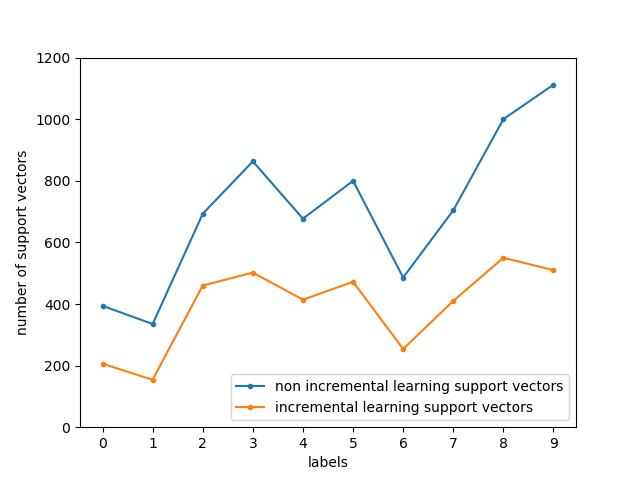 1200
1000
800
600
400
200
0
number of support vectors
non incremental learning support vectors
incremental learning support vectors
0 1 2 3 4 5 6 7 8 9
labels